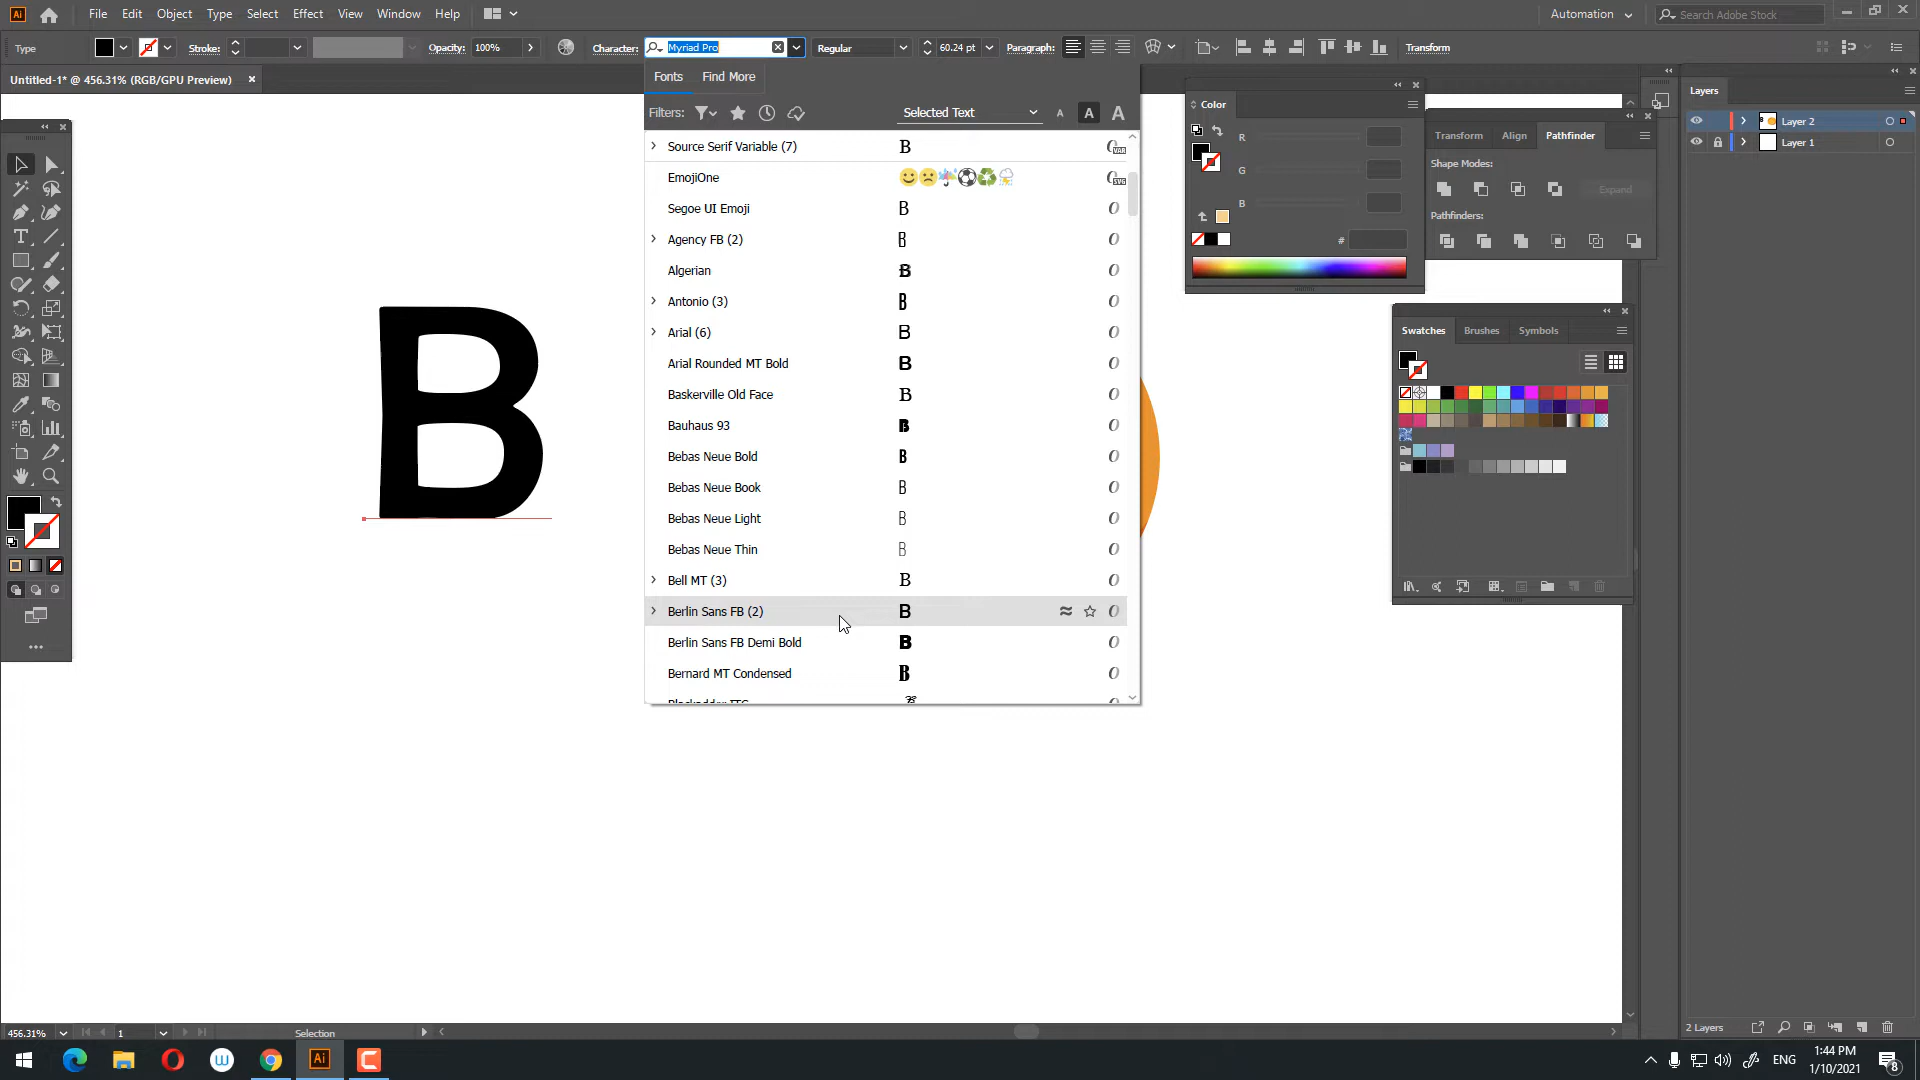 Ai File Edit Object Type Select Effect View Window Help Automation Search Adobe Stock
Type Stroke: Opacity: 100% Character: Myriad Pro Regular 60.24 pt Paragraph: Transform
Untitled-1* @ 456.31% (RGB/GPU Preview)
Fonts Find More
Filters: Selected Text A A A
Source Serif Variable (7) B
EmojiOne
Segoe UI Emoji B
Agency FB (2) B
Algerian B
Antonio (3) B
Arial (6) B
Arial Rounded MT Bold B
Baskerville Old Face B
Bauhaus 93 B
Bebas Neue Bold B
Bebas Neue Book B
Bebas Neue Light B
Bebas Neue Thin B
Bell MT (3) B
Berlin Sans FB (2) B
Berlin Sans FB Demi Bold B
Bernard MT Condensed B
B
Color
R
G
B
#
Transform Align Pathfinder
Shape Modes:
Expand
Pathfinders:
Swatches Brushes Symbols
Layers
Layer 2
Layer 1
2 Layers
456.31% 1 Selection
Ai
ENG
1:44 PM
1/10/2021
8